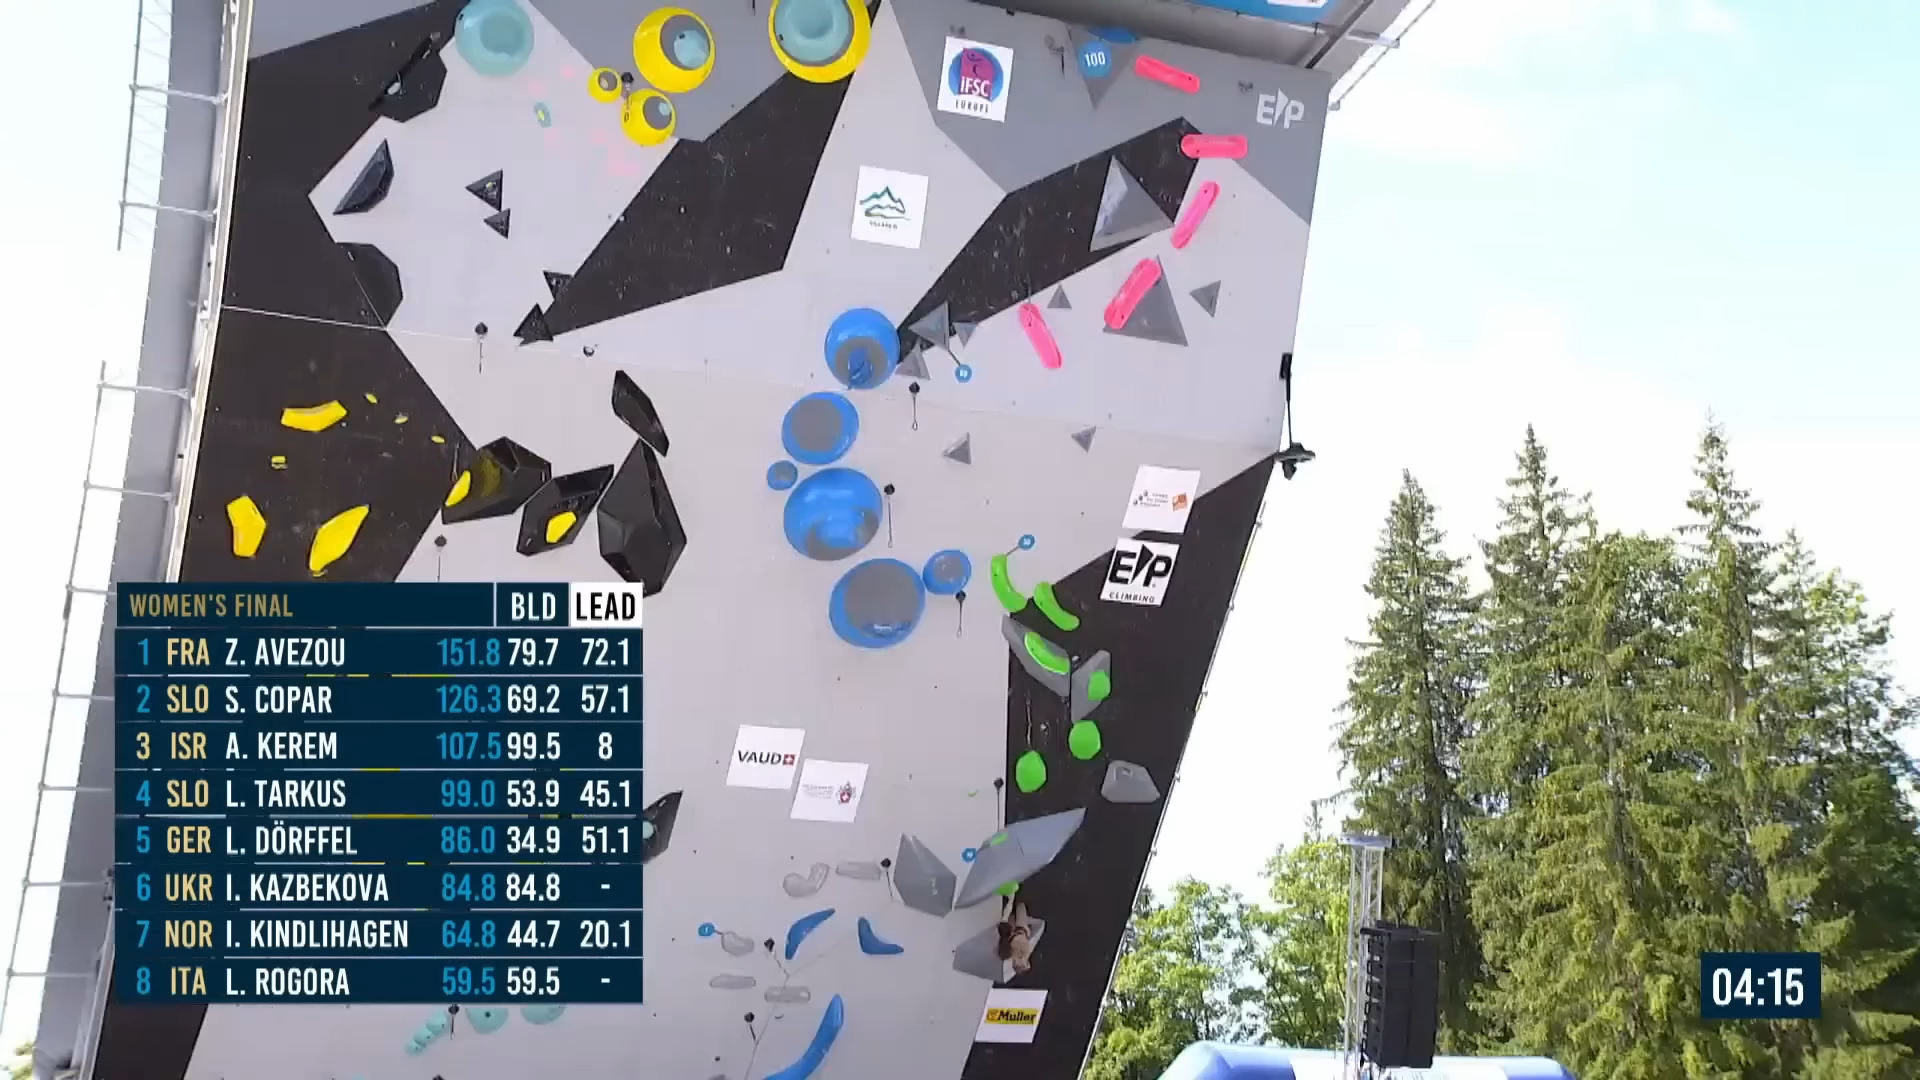 100
IFSC
EUROPE
E/P
E/P
CLIMBING
WOMEN'S FINAL BLD LEAD
1 FRA Z. AVEZOU 151.8 79.7 72.1
2 SLO S. COPAR 126.3 69.2 57.1
3 ISR A. KEREM 107.5 99.5 8
4 SLO L. TARKUS 99.0 53.9 45.1
5 GER L. DÖRFFEL 86.0 34.9 51.1
6 UKR I. KAZBEKOVA 84.8 84.8 -
7 NOR I. KINDLIHAGEN 64.8 44.7 20.1
8 ITA L. ROGORA 59.5 59.5 -
VAUD
Muller
04:15